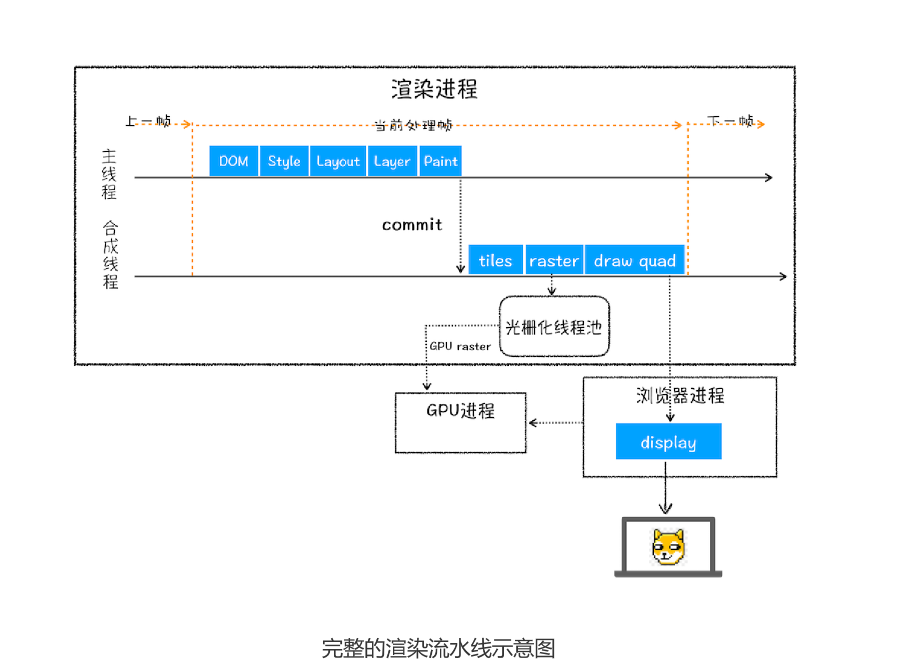 渲染进程
上一帧 当前处理帧 下一帧
主线程
DOM Style Layout Layer Paint
commit
合成线程
tiles raster draw quad
光栅化线程池
GPU raster
GPU进程
浏览器进程
display
完整的渲染流水线示意图